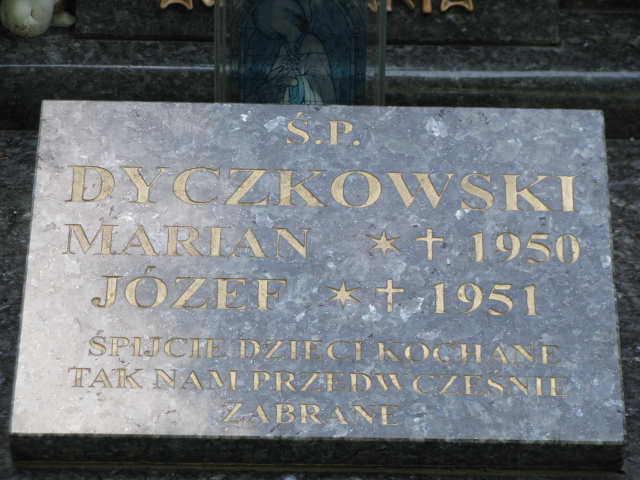 Ś.P.
DYCZKOWSKI
MARIAN * † 1950
JÓZEF * † 1951
ŚPIJCIE DZIECI KOCHANE
TAK NAM PRZEDWCZEŚNIE
ZABRANE